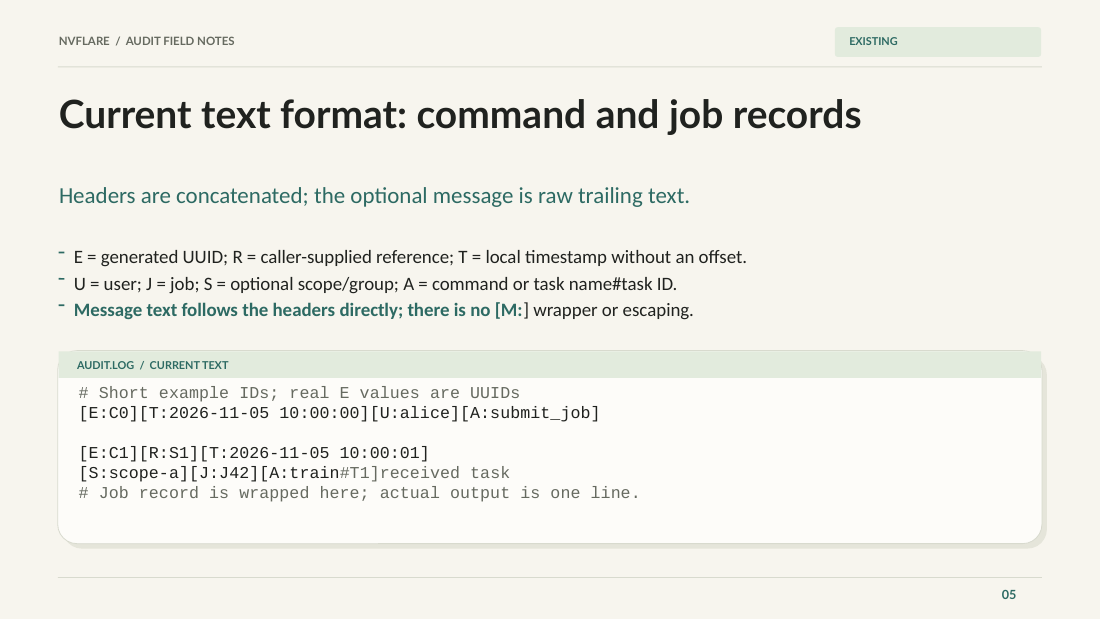 NVFLARE / AUDIT FIELD NOTES
EXISTING
Current text format: command and job records
Headers are concatenated; the optional message is raw trailing text.
- E = generated UUID; R = caller-supplied reference; T = local timestamp without an offset.
- U = user; J = job; S = optional scope/group; A = command or task name#task ID.
- Message text follows the headers directly; there is no [M:] wrapper or escaping.
AUDIT.LOG / CURRENT TEXT
# Short example IDs; real E values are UUIDs
[E:C0][T:2026-11-05 10:00:00][U:alice][A:submit_job]
[E:C1][R:S1][T:2026-11-05 10:00:01]
[S:scope-a][J:J42][A:train#T1]received task
# Job record is wrapped here; actual output is one line.
05